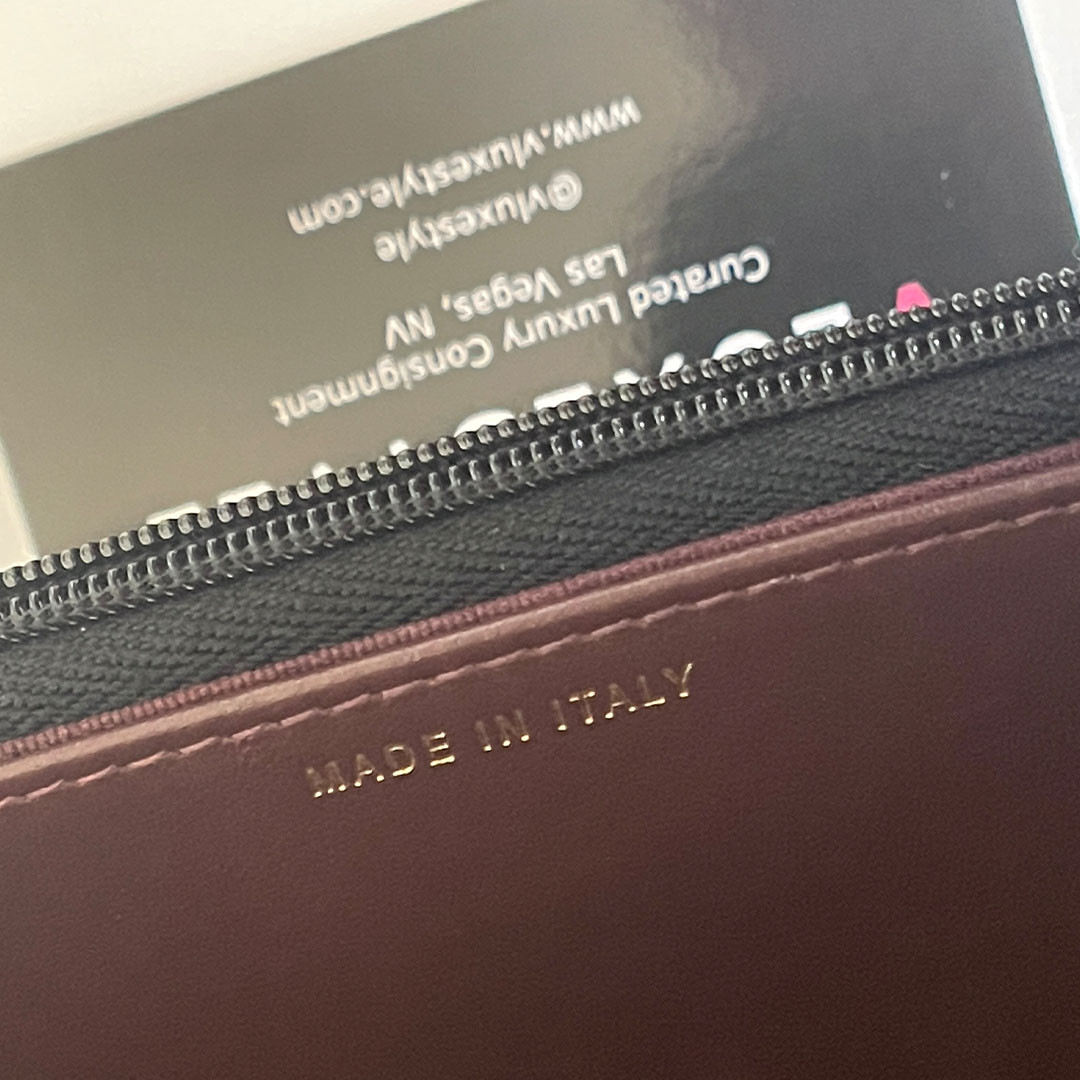 Curated Luxury Consignment
Las Vegas, NV
@vluxestyle
www.vluxestyle.com
MADE IN ITALY